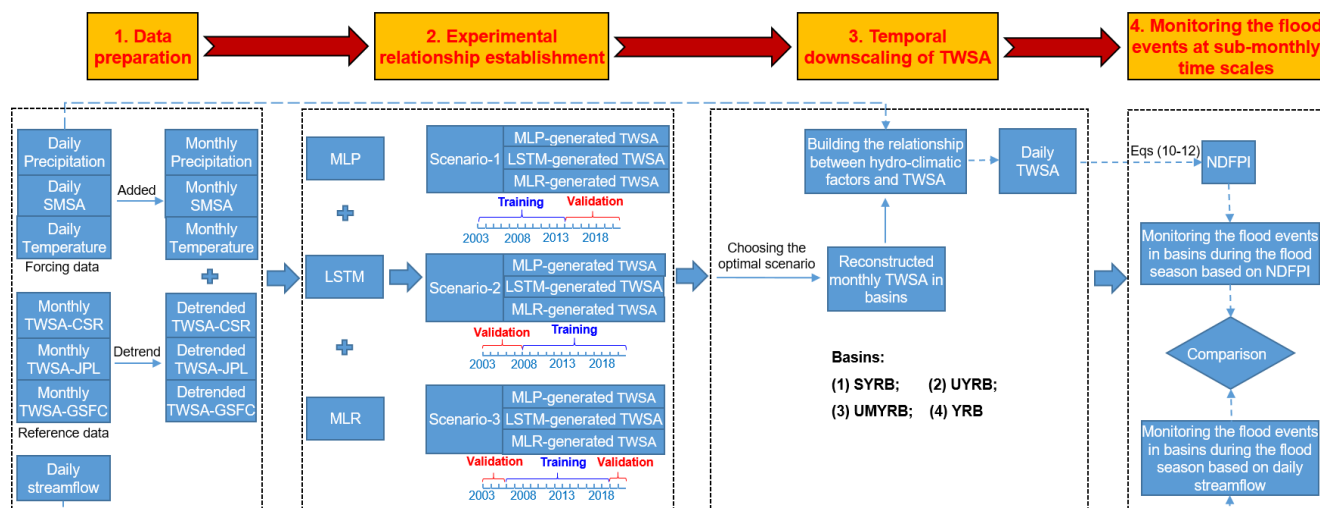 1. Data
preparation
2. Experimental
relationship establishment
3. Temporal
downscaling of TWSA
4. Monitoring the flood
events at sub-monthly
time scales
Daily
Precipitation
Daily
SMSA
Daily
Temperature
Forcing data
Added
Monthly
Precipitation
Monthly
SMSA
Monthly
Temperature
Monthly
TWSA-CSR
Monthly
TWSA-JPL
Monthly
TWSA-GSFC
Reference data
Detrend
Detrended
TWSA-CSR
Detrended
TWSA-JPL
Detrended
TWSA-GSFC
Daily
streamflow
MLP
LSTM
MLR
Scenario-1
MLP-generated TWSA
LSTM-generated TWSA
MLR-generated TWSA
Training Validation
2003 2008 2013 2018
Scenario-2
MLP-generated TWSA
LSTM-generated TWSA
MLR-generated TWSA
Validation Training
2003 2008 2013 2018
Scenario-3
MLP-generated TWSA
LSTM-generated TWSA
MLR-generated TWSA
Validation Training Validation
2003 2008 2013 2018
Choosing the
optimal scenario
Building the relationship
between hydro-climatic
factors and TWSA
Daily
TWSA
Reconstructed
monthly TWSA in
basins
Basins:
(1) SYRB; (2) UYRB;
(3) UMYRB; (4) YRB
Eqs (10-12)
NDFPI
Monitoring the flood events
in basins during the flood
season based on NDFPI
Comparison
Monitoring the flood events
in basins during the flood
season based on daily
streamflow